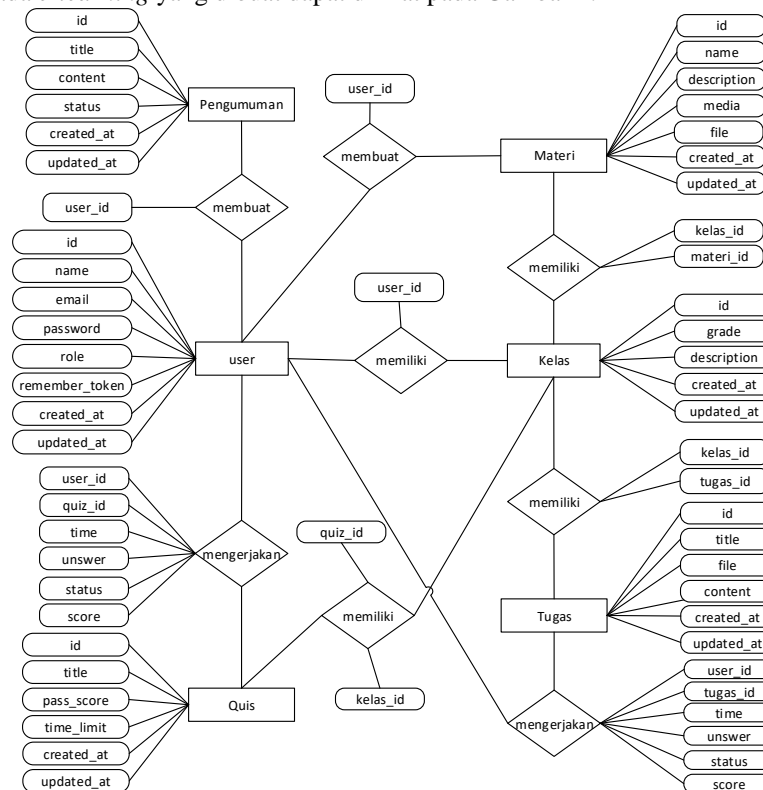 id
title
content
status
created_at
updated_at
Pengumuman
user_id
membuat
user_id
membuat
Materi
id
name
description
media
file
created_at
updated_at
kelas_id
materi_id
memiliki
id
name
email
password
role
remember_token
created_at
updated_at
user
user_id
memiliki
Kelas
id
grade
description
created_at
updated_at
kelas_id
tugas_id
memiliki
user_id
quiz_id
time
unswer
status
score
mengerjakan
quiz_id
memiliki
kelas_id
id
title
file
content
created_at
updated_at
Tugas
id
title
pass_score
time_limit
created_at
updated_at
Quis
mengerjakan
user_id
tugas_id
time
unswer
status
score